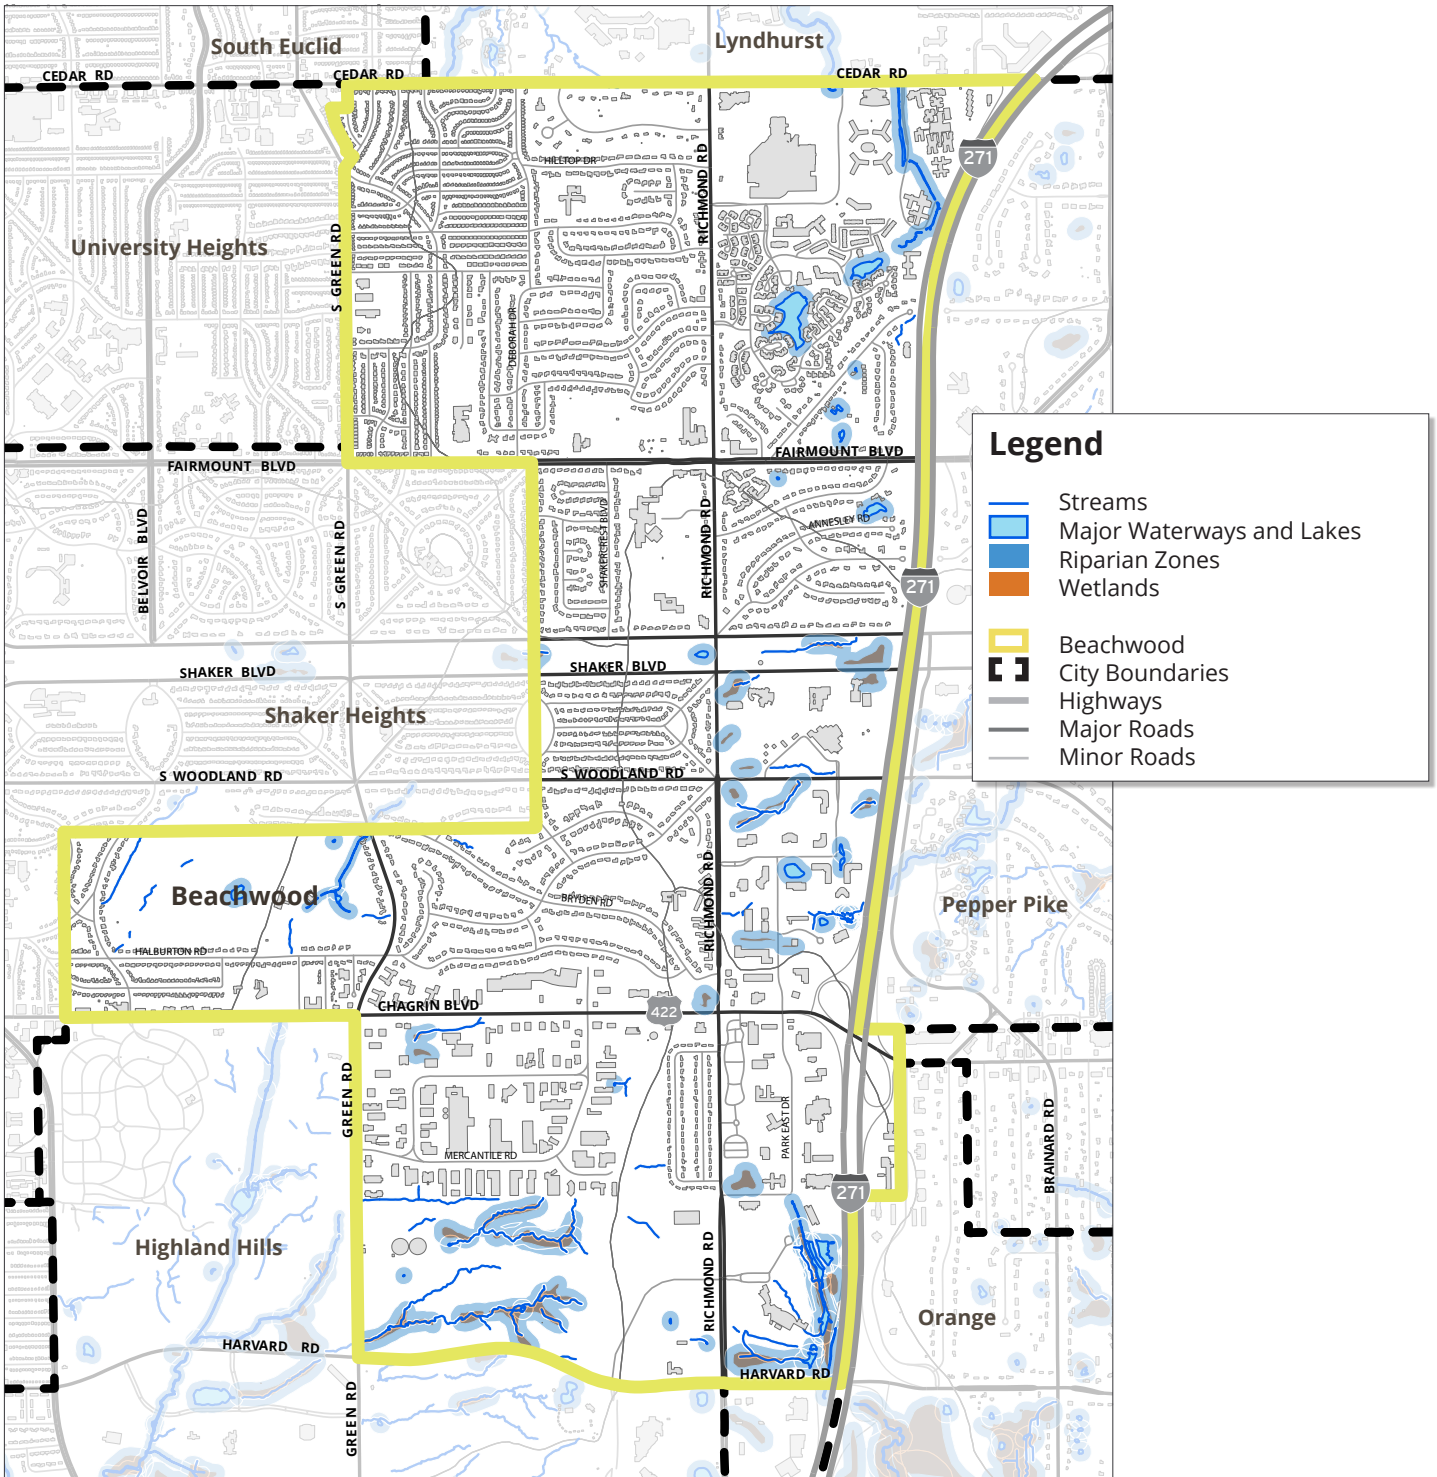 South Euclid
Lyndhurst
CEDAR RD
CEDAR RD
CEDAR RD
271
HILLTOP DR
RICHMOND RD
University Heights
S GREEN RD
DEBORAH DR
FAIRMOUNT BLVD
FAIRMOUNT BLVD
BELVOIR BLVD
S GREEN RD
SHAKERCREST BLVD
RICHMOND RD
ANNESLEY RD
271
Legend
Streams
Major Waterways and Lakes
Riparian Zones
Wetlands
Beachwood
City Boundaries
Highways
Major Roads
Minor Roads
SHAKER BLVD
SHAKER BLVD
Shaker Heights
S WOODLAND RD
S WOODLAND RD
Beachwood
BRYDEN RD
RICHMOND RD
Pepper Pike
HALBURTON RD
CHAGRIN BLVD
422
GREEN RD
PARK EAST DR
BRAINARD RD
MERCANTILE RD
271
Highland Hills
RICHMOND RD
Orange
HARVARD RD
HARVARD RD
GREEN RD